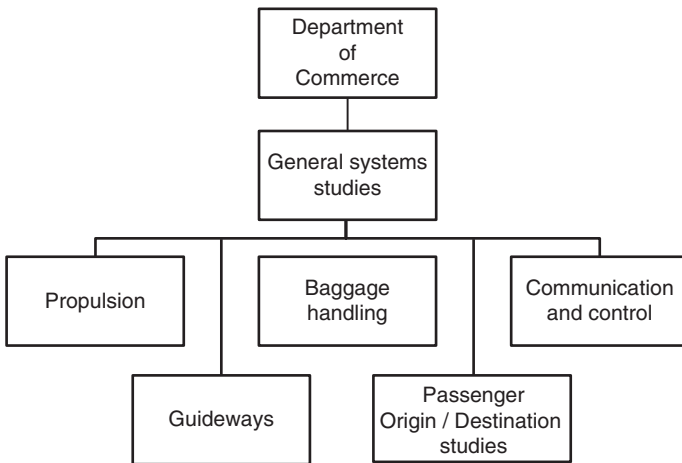 Department
of
Commerce
General systems
studies
Propulsion
Baggage
handling
Communication
and control
Guideways
Passenger
Origin / Destination
studies